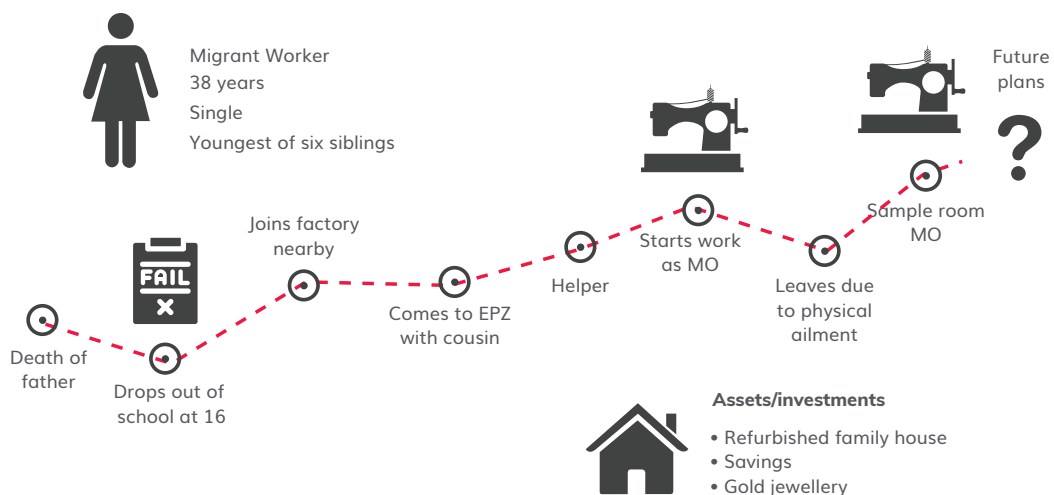 Migrant Worker
38 years
Single
Youngest of six siblings
Future
plans
?
FAIL
X
Death of
father
Drops out of
school at 16
Joins factory
nearby
Comes to EPZ
with cousin
Helper
Starts work
as MO
Leaves due
to physical
ailment
Sample room
MO
Assets/investments
• Refurbished family house
• Savings
• Gold jewellery